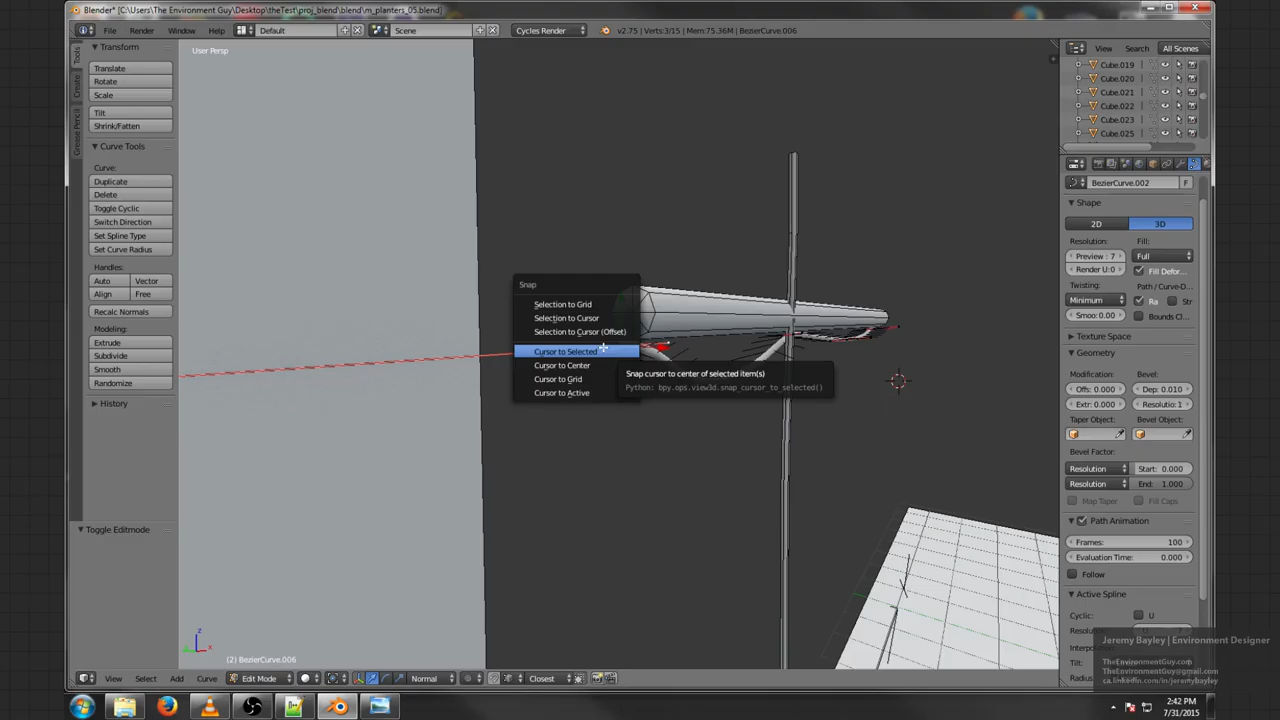 Blender* [C:\Users\The Environment Guy\Desktop\theTest\proj_blend\blend\m_planters_05.blend]
File Render Window Help Default Scene Cycles Render v2.75 | Verts:3/15 | Mem:75.36M | BezierCurve.006
View Search All Scenes
Tools
Create
Grease Pencil
Transform
Translate
Rotate
Scale
Tilt
Shrink/Fatten
Curve Tools
Curve:
Duplicate
Delete
Toggle Cyclic
Switch Direction
Set Spline Type
Set Curve Radius
Handles:
Auto Vector
Align Free
Recalc Normals
Modeling:
Extrude
Subdivide
Smooth
Randomize
History
Toggle Editmode
User Persp
Snap
Selection to Grid
Selection to Cursor
Selection to Cursor (Offset)
Cursor to Selected
Cursor to Center
Cursor to Grid
Cursor to Active
Snap cursor to center of selected item(s)
Python: bpy.ops.view3d.snap_cursor_to_selected()
z
x
(2) BezierCurve.006
View Select Add Curve Edit Mode Normal Closest
Cube.019
Cube.020
Cube.021
Cube.022
Cube.023
Cube.025
BezierCurve.002 F
Shape
2D 3D
Resolution: Fill:
Preview : 7 Full
Render U:0 Fill Defor...
Twisting: Path / Curve-D...
Minimum Ra St
Smoo: 0.00 Bounds Cl
Texture Space
Geometry
Modification: Bevel:
Offs: 0.000 Dep: 0.010
Extr: 0.000 Resolutio: 1
Taper Object: Bevel Object:
Bevel Factor:
Resolution Start: 0.000
Resolution End: 1.000
Map Taper Fill Caps
Path Animation
Frames: 100
Evaluation Time: 0.000
Follow
Active Spline
Cyclic: U
Tilt:
Jeremy Bayley | Environment Designer
TheEnvironmentGuy.com
TheEnvironmentGuy@gmail.com
ca.linkedin.com/in/jeremybayley
2:42 PM
7/31/2015